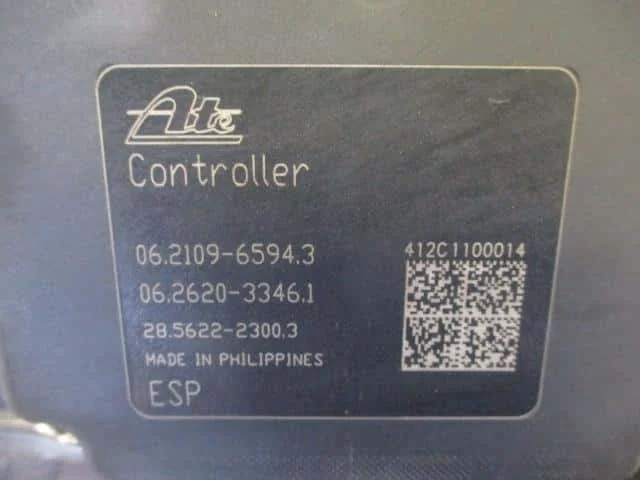 Ate
Controller
06.2109-6594.3
06.2620-3346.1
28.5622-2300.3
MADE IN PHILIPPINES
ESP
412C1100014